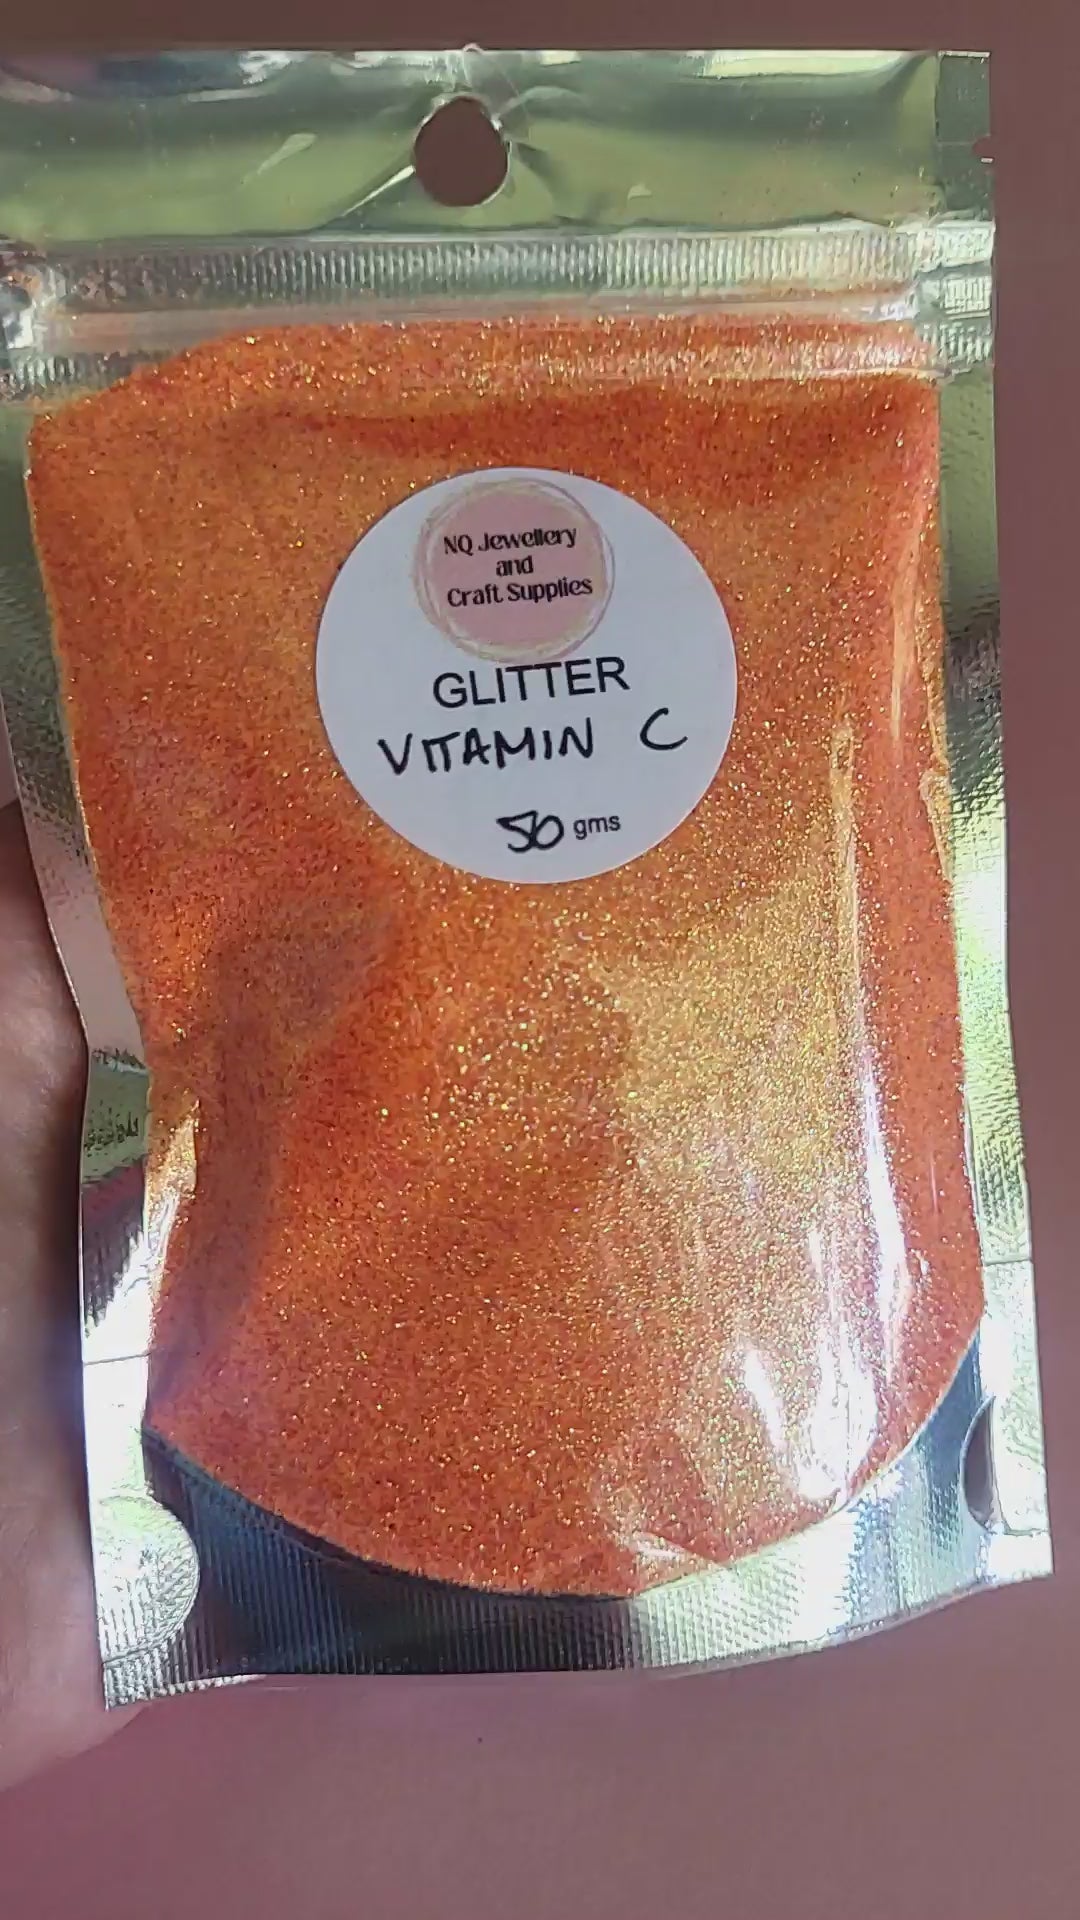 NQ Jewellery
and
Craft Supplies
GLITTER
VITAMIN C
50 gms